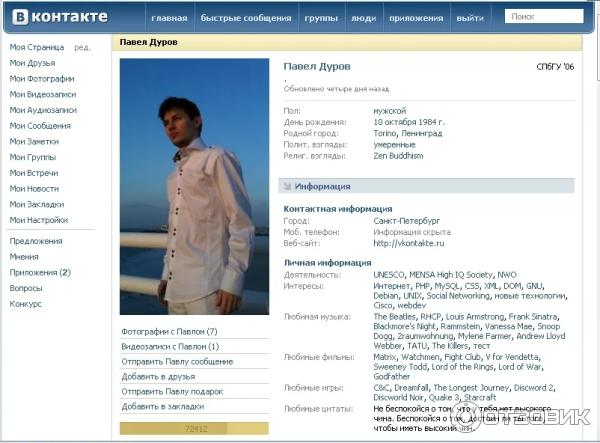 В контакте
главная быстрые сообщения группы люди приложения выйти Поиск
Моя Страница ред.
Мои Друзья
Мои Фотографии
Мои Видеозаписи
Мои Аудиозаписи
Мои Сообщения
Мои Заметки
Мои Группы
Мои Встречи
Мои Новости
Мои Закладки
Мои Настройки
Предложения
Мнения
Приложения (2)
Вопросы
Конкурс
Павел Дуров
Фотографии с Павлом (7)
Видеозаписи с Павлом (1)
Отправить Павлу сообщение
Добавить в друзья
Отправить Павлу подарок
Добавить в закладки
72412
Павел Дуров СПбГУ '06
.
Обновлено четыре дня назад
Пол: мужской
День рождения: 10 октября 1984 г.
Родной город: Torino, Ленинград
Полит. взгляды: умеренные
Религ. взгляды: Zen Buddhism
Информация
Контактная информация
Город: Санкт-Петербург
Моб. телефон: Информация скрыта
Веб-сайт: http://vkontakte.ru
Личная информация
Деятельность: UNESCO, MENSA High IQ Society, NWO
Интересы: Интернет, PHP, MySQL, CSS, XML, DOM, GNU,
Debian, UNIX, Social Networking, новые технологии,
Cisco, webdev
Любимая музыка: The Beatles, RHCP, Louis Armstrong, Frank Sinatra,
Blackmore's Night, Rammstein, Vanessa Mae, Snoop
Dogg, 2raumwohnung, Mylene Farmer, Andrew Lloyd
Webber, TATU, The Killers, тест
Любимые фильмы: Matrix, Watchmen, Fight Club, V for Vendetta,
Sweeney Todd, Lord of the Rings, Lord of War,
Godfather
Любимые игры: C&C, Dreamfall, The Longest Journey, Discword 2,
Discworld Noir, Quake 3, Starcraft
Любимые цитаты: Не беспокойся о том, что у тебя нет высокого
чина. Беспокойся о том, достоин ли ты того,
чтобы иметь высокий чин.
ОТЗОВИК